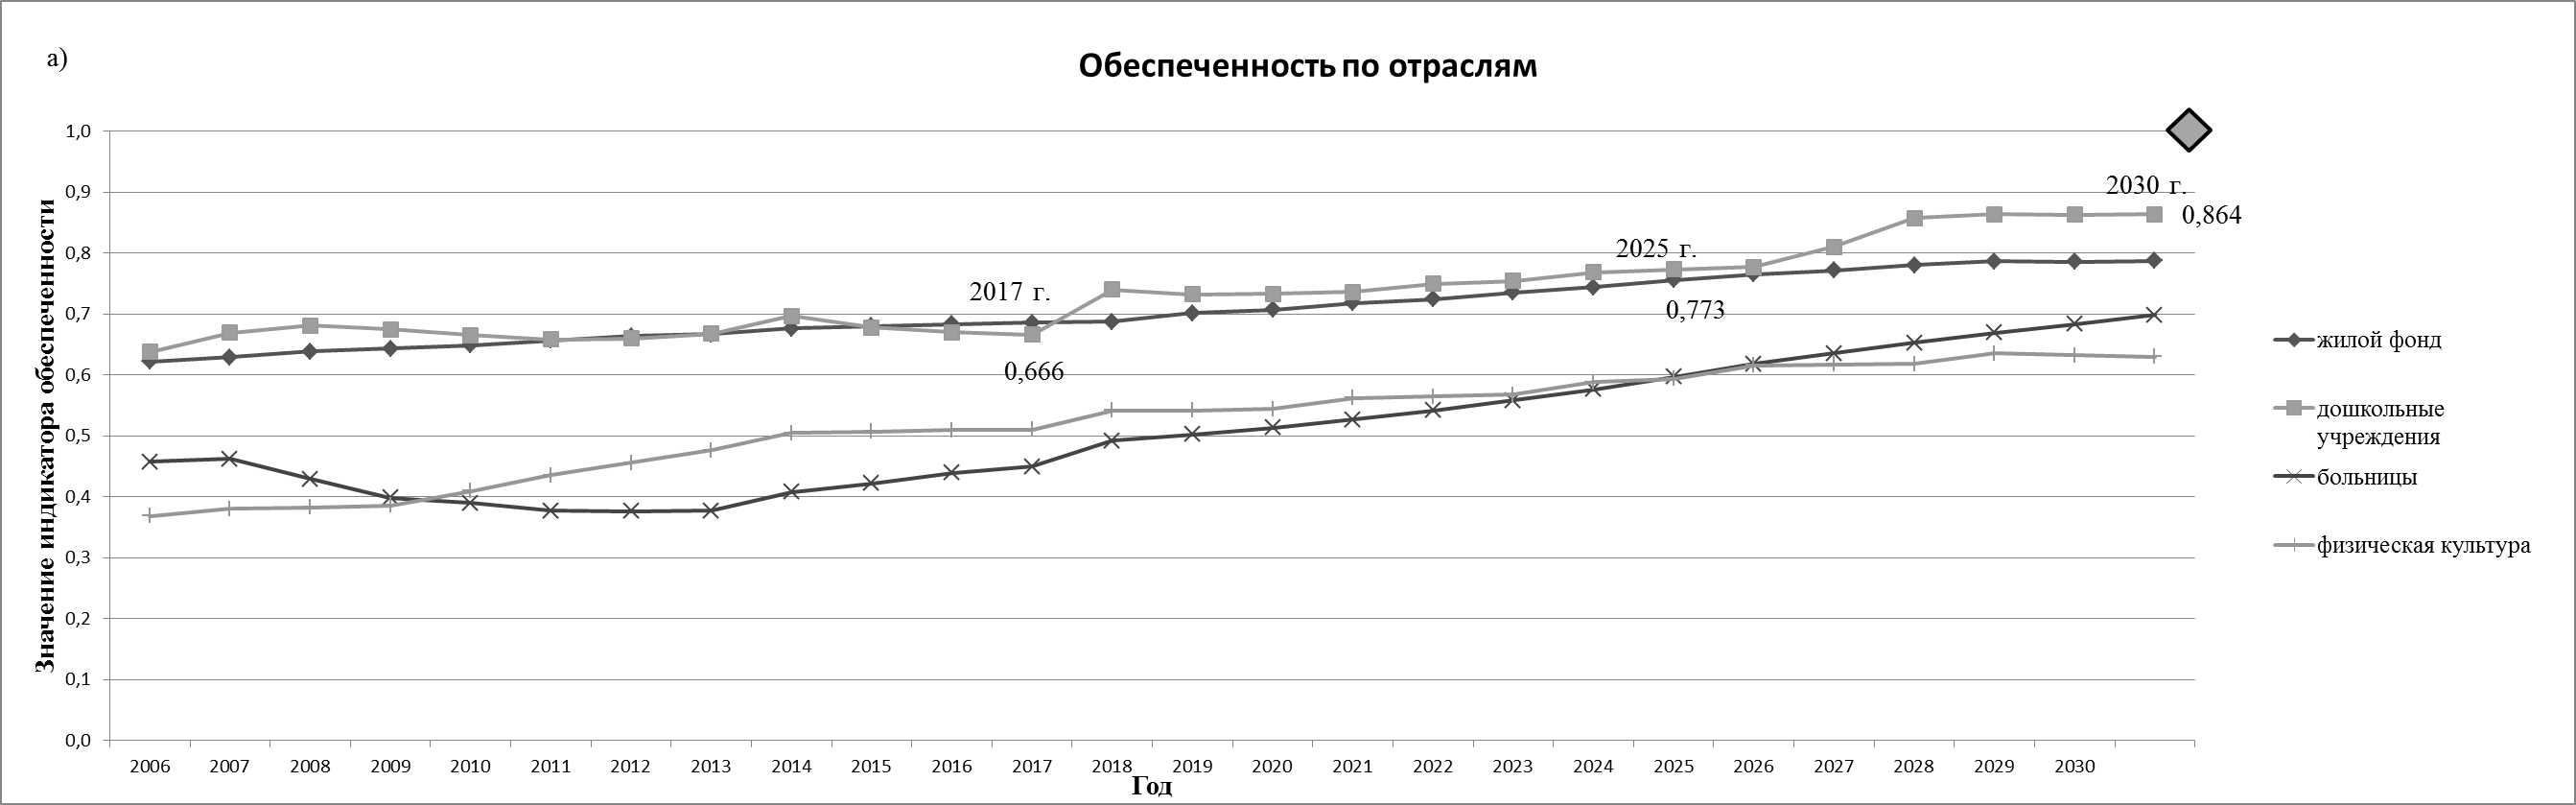 а)
Обеспеченность по отраслям
Значение индикатора обеспеченности
1,0
0,9
0,8
0,7
0,6
0,5
0,4
0,3
0,2
0,1
0,0
2017 г.
0,666
2025 г.
0,773
2030 г.
0,864
2006 2007 2008 2009 2010 2011 2012 2013 2014 2015 2016 2017 2018 2019 2020 2021 2022 2023 2024 2025 2026 2027 2028 2029 2030
Год
жилой фонд
дошкольные
учреждения
больницы
физическая культура